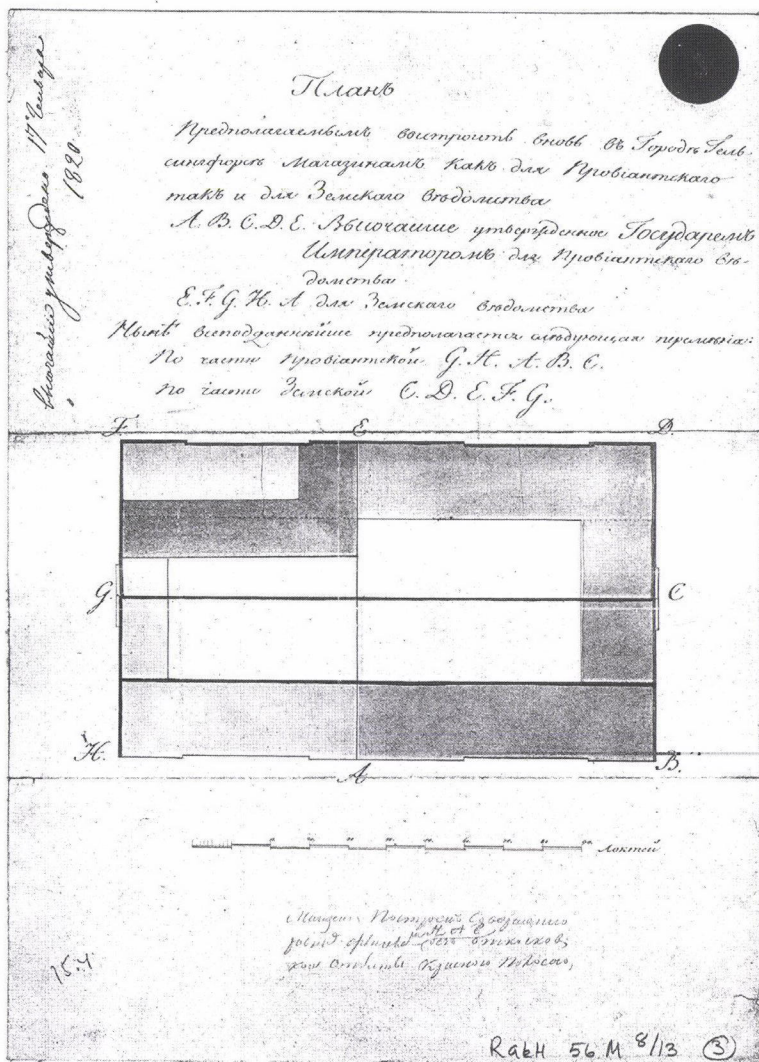 Высочайше утверждено 17 Генваря
1820
Планъ
Предполагаемымъ выстроить вновь въ Городѣ Гель
сингфорсѣ Магазинамъ какъ для Провіантскаго
такъ и для Земскаго вѣдомства
A. B. C. D. E. Высочайше утвержденное Государемъ
Императоромъ для Провіантскаго вѣ-
домства.
E. F. G. H. A для Земскаго вѣдомства
Нынѣ всеподданнѣйше предполагается слѣдующая перемѣна:
По части Провіантской G. H. A. B. C.
По части Земской C. D. E. F. G.
F. E D.
G. C
H. A B.
Локтей
15:4
RakH 56 M 8/13 3